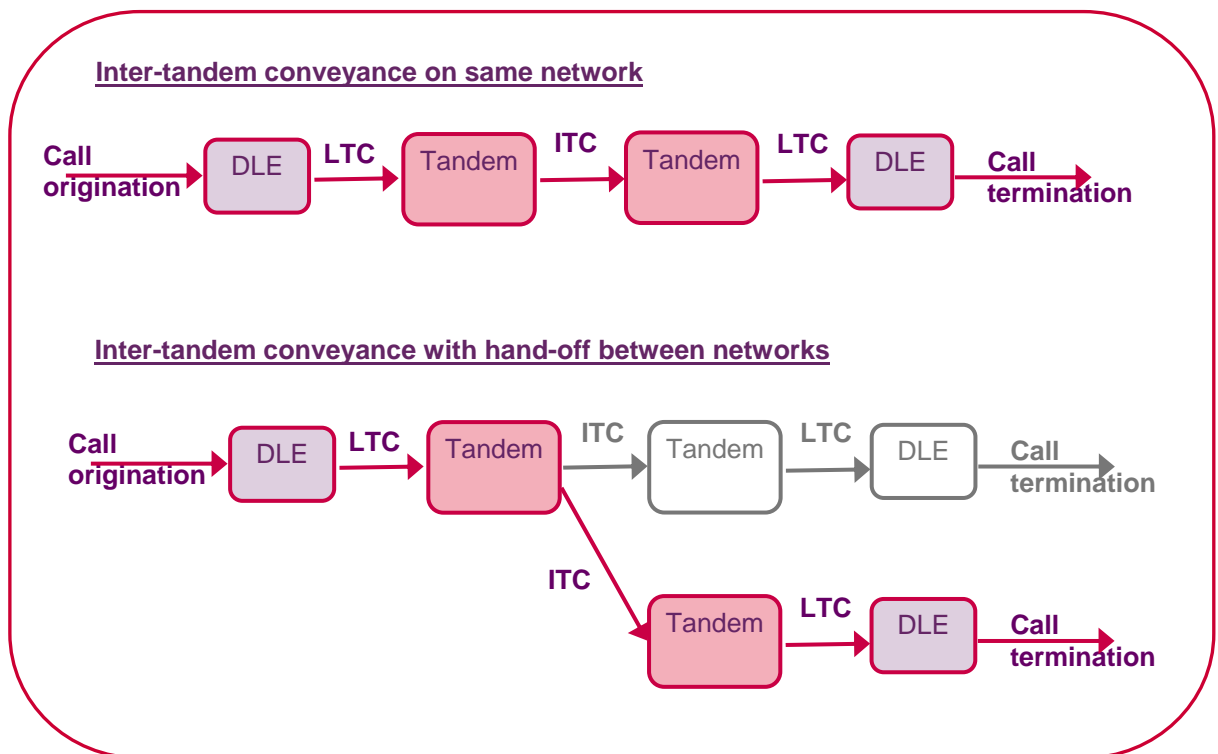 Inter-tandem conveyance on same network
Call
origination
DLE
LTC
Tandem
ITC
Tandem
LTC
DLE
Call
termination
Inter-tandem conveyance with hand-off between networks
Call
origination
DLE
LTC
Tandem
ITC
Tandem
LTC
DLE
Call
termination
ITC
Tandem
LTC
DLE
Call
termination